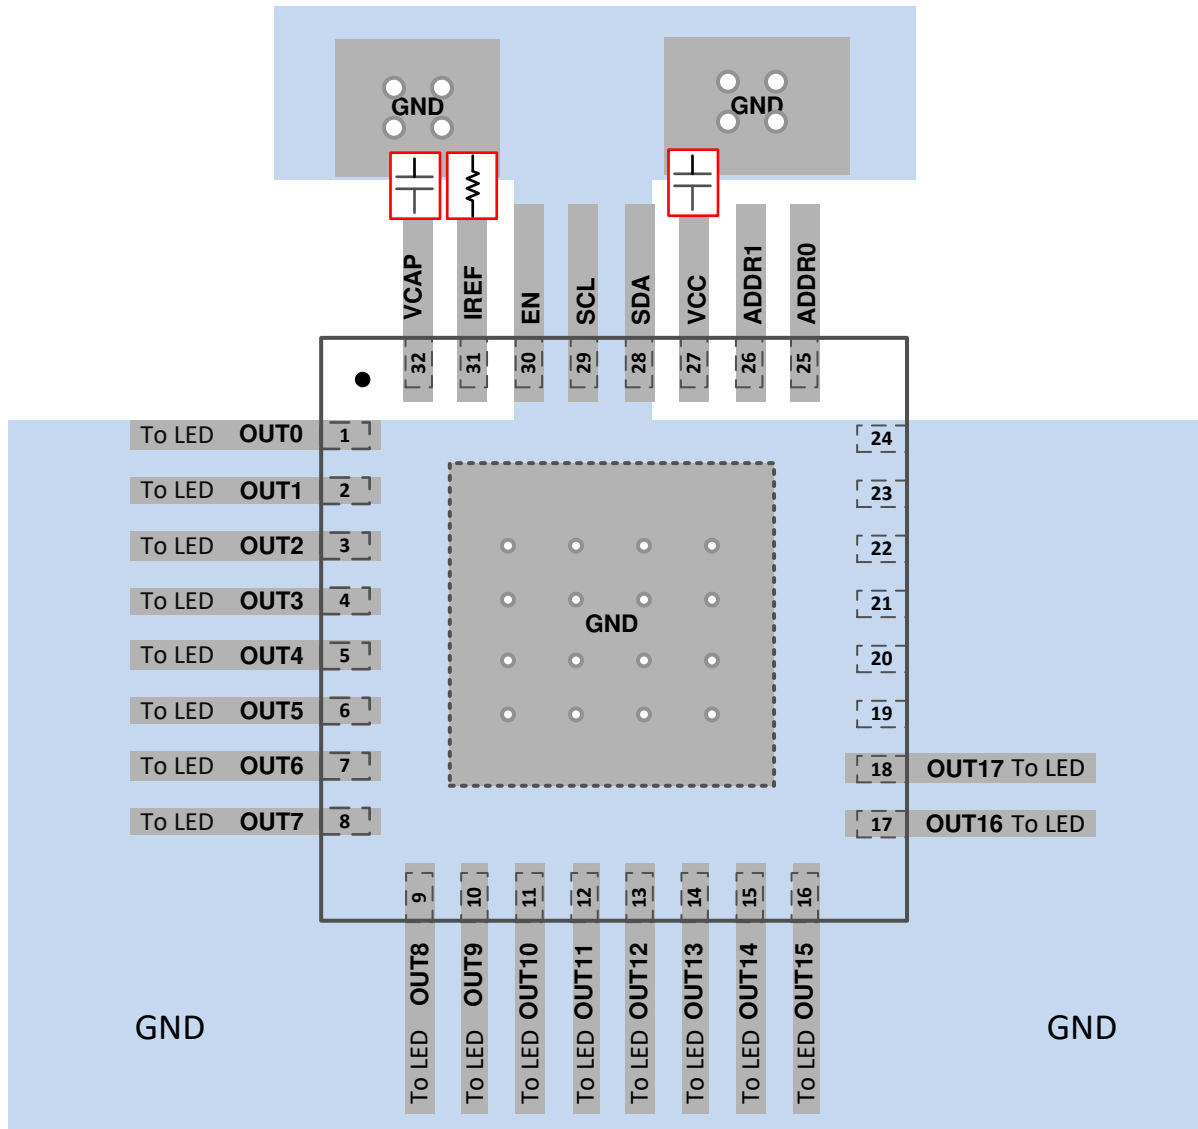 GND
GND
VCAP
IREF
EN
SCL
SDA
VCC
ADDR1
ADDR0
32
31
30
29
28
27
26
25
To LED OUT0 1
24
To LED OUT1 2
23
To LED OUT2 3
22
To LED OUT3 4
21
GND
To LED OUT4 5
20
To LED OUT5 6
19
To LED OUT6 7
18 OUT17 To LED
To LED OUT7 8
17 OUT16 To LED
9
10
11
12
13
14
15
16
To LED OUT8
To LED OUT9
To LED OUT10
To LED OUT11
To LED OUT12
To LED OUT13
To LED OUT14
To LED OUT15
GND
GND